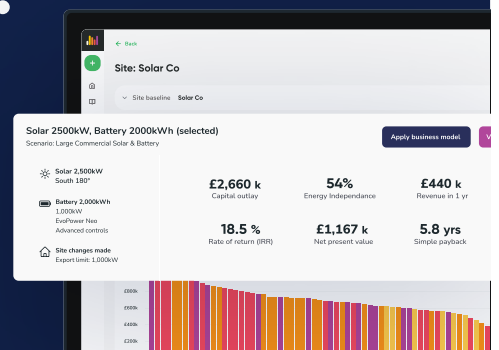 ← Back
Site: Solar Co
Site baseline Solar Co
Solar 2500kW, Battery 2000kWh (selected)
Scenario: Large Commercial Solar & Battery
Apply business model
V
Solar 2,500kW
South 180°
Battery 2,000kWh
1,000kW
EvoPower Neo
Advanced controls
Site changes made
Export limit: 1,000kW
£2,660 k
Capital outlay
54%
Energy Independance
£440 k
Revenue in 1 yr
18.5 %
Rate of return (IRR)
£1,167 k
Net present value
5.8 yrs
Simple payback
£800k
£600k
£400k
£200k